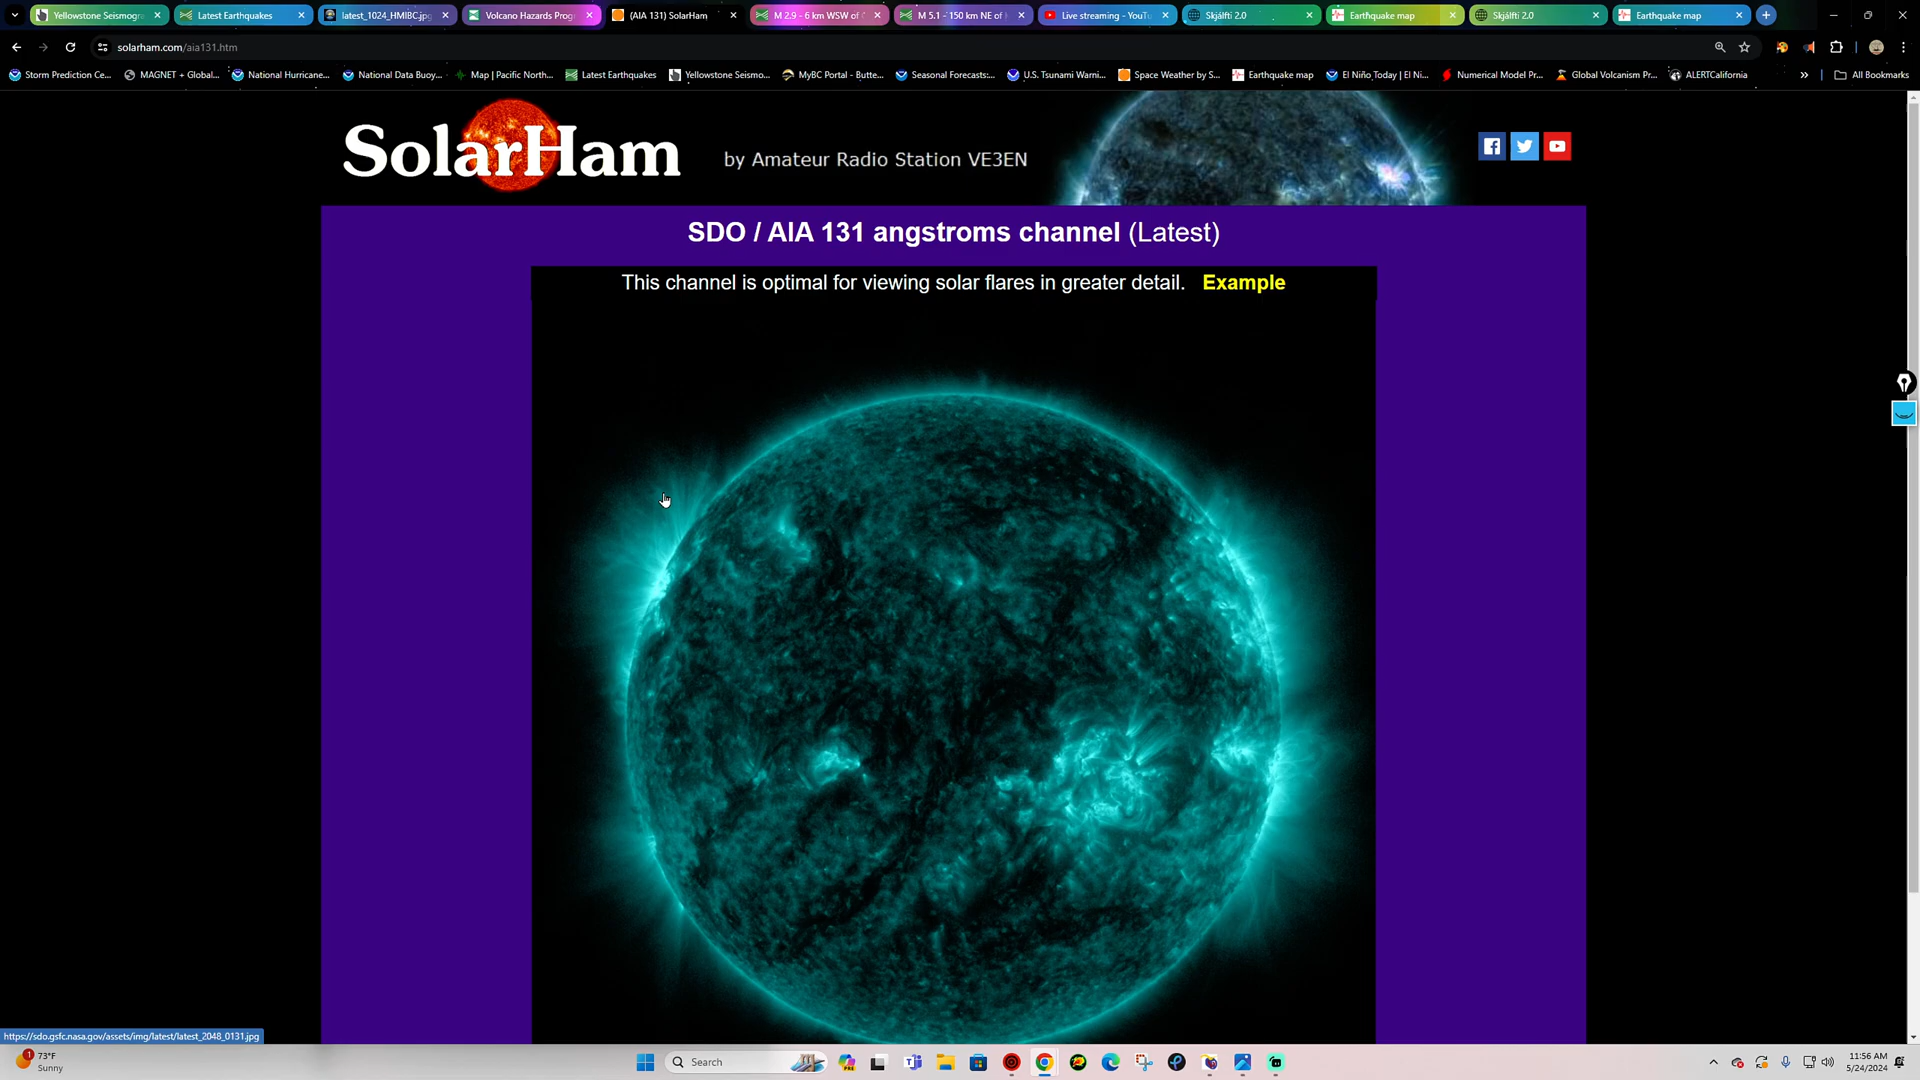 Yellowstone Seismogr
Latest Earthquakes
latest_1024_HMIBC.jpg
Volcano Hazards Prog
(AIA 131) SolarHam
M 2.9 - 6 km WSW of
M 5.1 - 150 km NE of
Live streaming - YouTu
Skjálfti 2.0
Earthquake map
Skjálfti 2.0
Earthquake map
solarham.com/aia131.htm
Storm Prediction Ce...
MAGNET + Global...
National Hurricane...
National Data Buoy...
Map | Pacific North...
Latest Earthquakes
Yellowstone Seismo...
MyBC Portal - Butte...
Seasonal Forecasts:...
U.S. Tsunami Warni...
Space Weather by S...
Earthquake map
El Niño Today | El Ni...
Numerical Model Pr...
Global Volcanism Pr...
ALERTCalifornia
All Bookmarks
SolarHam
by Amateur Radio Station VE3EN
SDO / AIA 131 angstroms channel (Latest)
This channel is optimal for viewing solar flares in greater detail. Example
https://sdo.gsfc.nasa.gov/assets/img/latest/latest_2048_0131.jpg
1
73°F
Sunny
Search
PRE
11:56 AM
5/24/2024